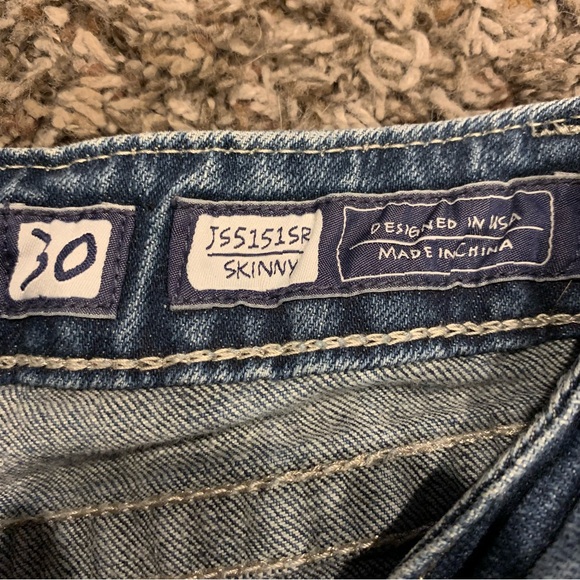 30
JS5151SR
SKINNY
DESIGNED IN USA
MADE IN CHINA